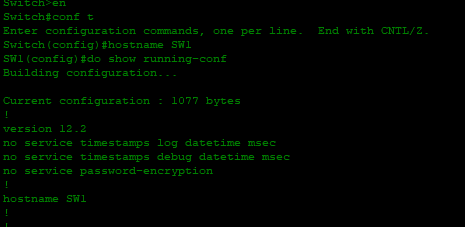 Switch>en
Switch#conf t
Enter configuration commands, one per line.  End with CNTL/Z.
Switch(config)#hostname SW1
SW1(config)#do show running-conf
Building configuration...

Current configuration : 1077 bytes
!
version 12.2
no service timestamps log datetime msec
no service timestamps debug datetime msec
no service password-encryption
!
hostname SW1
!
!